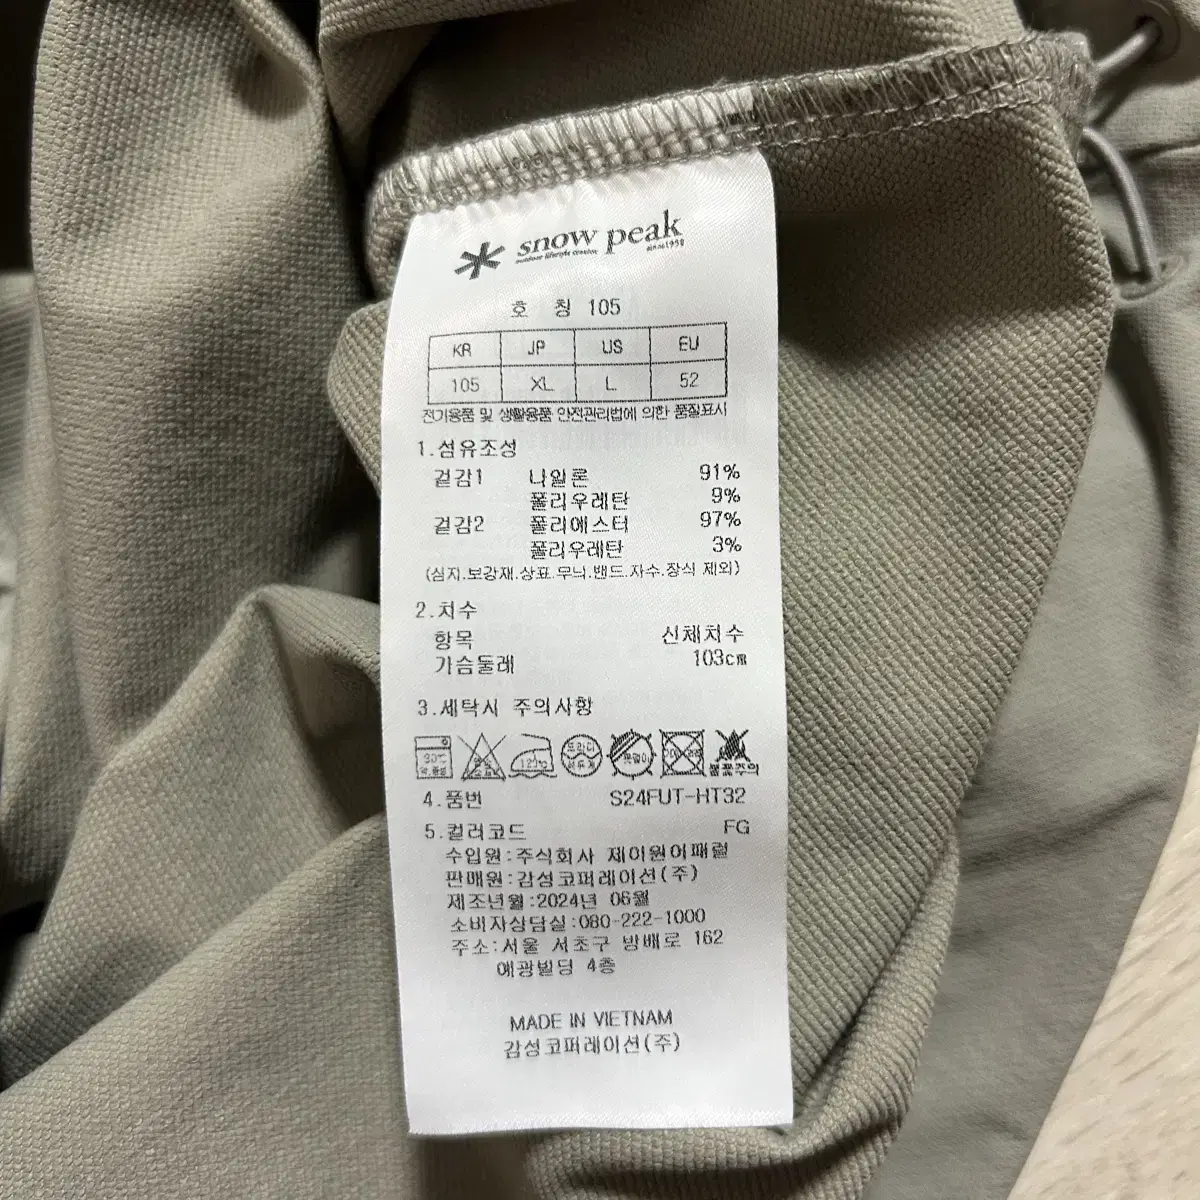 snow peak
outdoor lifestyle creator since1958
호 칭 105
KR JP US EU
105 XL L 52
전기용품 및 생활용품 안전관리법에 의한 품질표시
1.섬유조성
겉감1 나일론 91%
폴리우레탄 9%
겉감2 폴리에스터 97%
폴리우레탄 3%
(심지.보강재.상표.무늬.밴드.자수.장식 제외)
2.치수
항목 신체치수
가슴둘레 103cm
3.세탁시 주의사항
4.품번 S24FUT-HT32
5.컬러코드 FG
수입원:주식회사 제이원어패럴
판매원:감성코퍼레이션(주)
제조년월:2024년 06월
소비자상담실:080-222-1000
주소:서울 서초구 방배로 162
애광빌딩 4층
MADE IN VIETNAM
감성코퍼레이션(주)